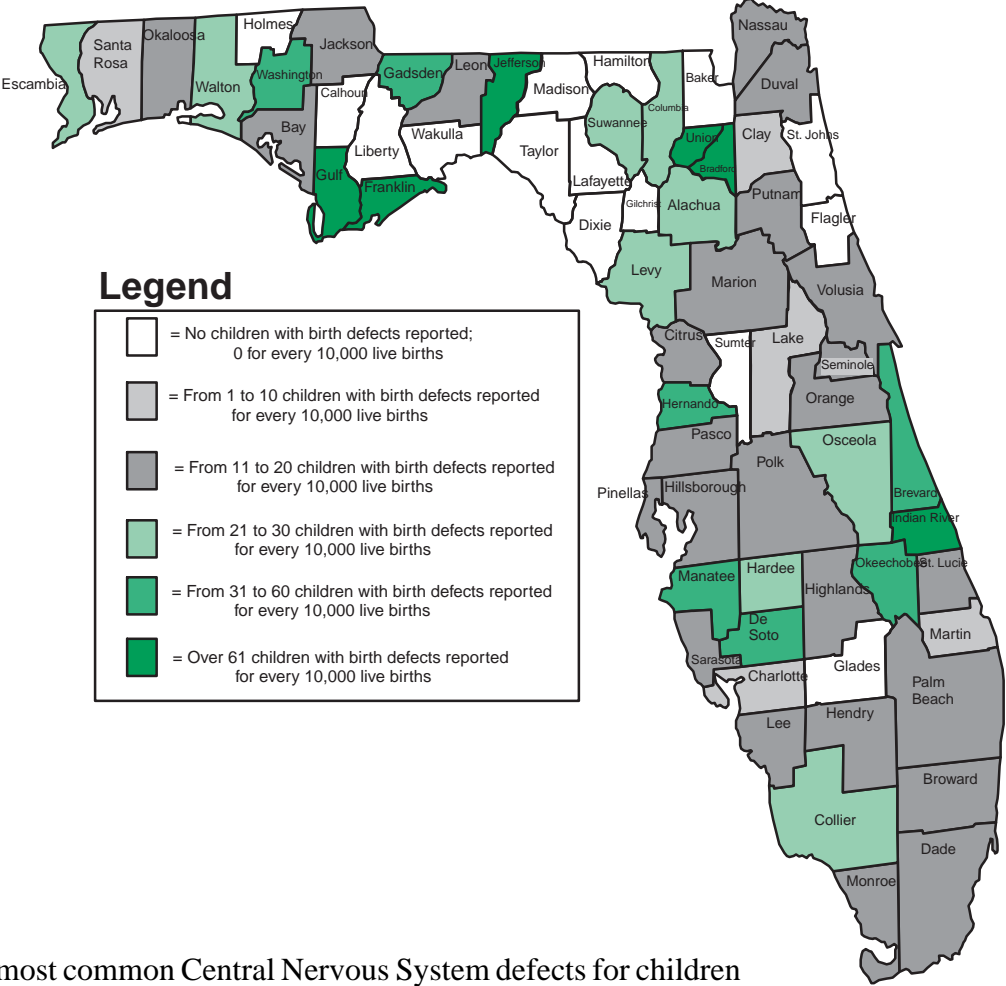 Nassau
Holmes
Okaloosa
Jackson
Santa
Rosa
Escambia
Walton
Washington
Gadsden
Leon
Jefferson
Hamilton
Madison
Baker
Duval
Calhoun
Columbia
Suwannee
Bay
Wakulla
Union
Clay
St. Johns
Liberty
Taylor
Bradford
Gulf
Franklin
Lafayette
Putnam
Gilchrist
Alachua
Dixie
Flagler
Levy
Marion
Volusia
Legend
= No children with birth defects reported;
0 for every 10,000 live births
= From 1 to 10 children with birth defects reported
for every 10,000 live births
= From 11 to 20 children with birth defects reported
for every 10,000 live births
= From 21 to 30 children with birth defects reported
for every 10,000 live births
= From 31 to 60 children with birth defects reported
for every 10,000 live births
= Over 61 children with birth defects reported
for every 10,000 live births
Citrus
Sumter
Lake
Seminole
Hernando
Orange
Pasco
Osceola
Polk
Pinellas
Hillsborough
Brevard
Indian River
Manatee
Hardee
Highlands
Okeechobee
St. Lucie
De
Soto
Martin
Sarasota
Charlotte
Glades
Palm
Beach
Lee
Hendry
Broward
Collier
Dade
Monroe
most common Central Nervous System defects for children